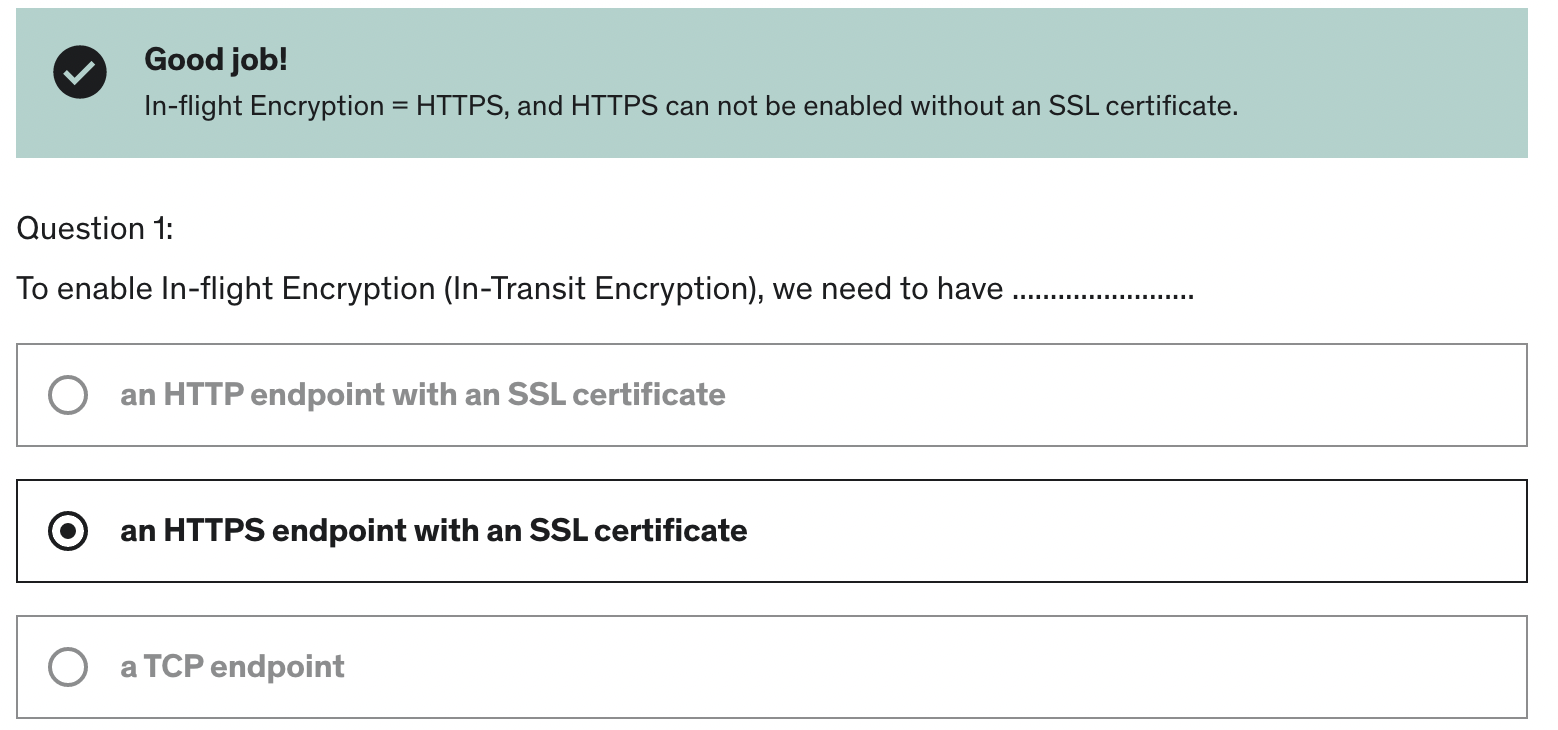 Good job!
In-flight Encryption = HTTPS, and HTTPS can not be enabled without an SSL certificate.
Question 1:
To enable In-flight Encryption (In-Transit Encryption), we need to have ........................
an HTTP endpoint with an SSL certificate
an HTTPS endpoint with an SSL certificate
a TCP endpoint